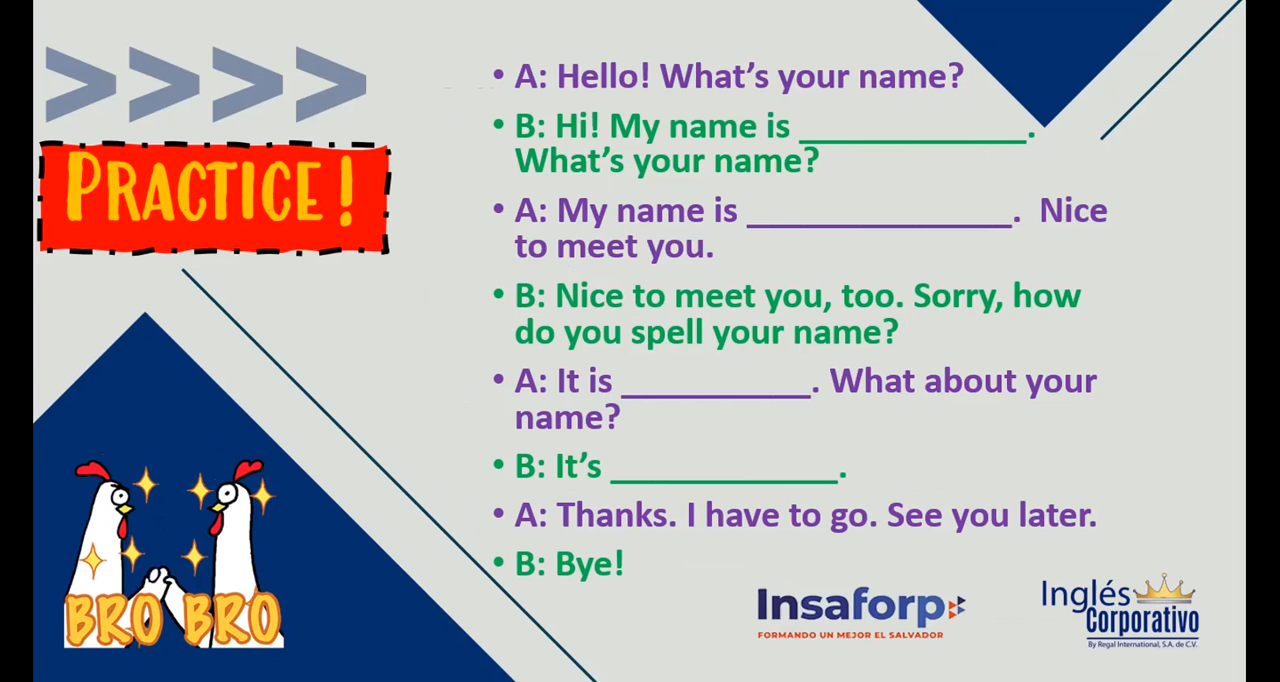 >>>>
PRACTICE!
• A: Hello! What’s your name?
• B: Hi! My name is _____________.
What’s your name?
• A: My name is _______________.  Nice
to meet you.
• B: Nice to meet you, too. Sorry, how
do you spell your name?
• A: It is ___________. What about your
name?
• B: It’s _____________.
• A: Thanks. I have to go. See you later.
• B: Bye!
BRO BRO
Insaforp
FORMANDO UN MEJOR EL SALVADOR
Inglés
Corporativo
By Regal International, S.A. de C.V.